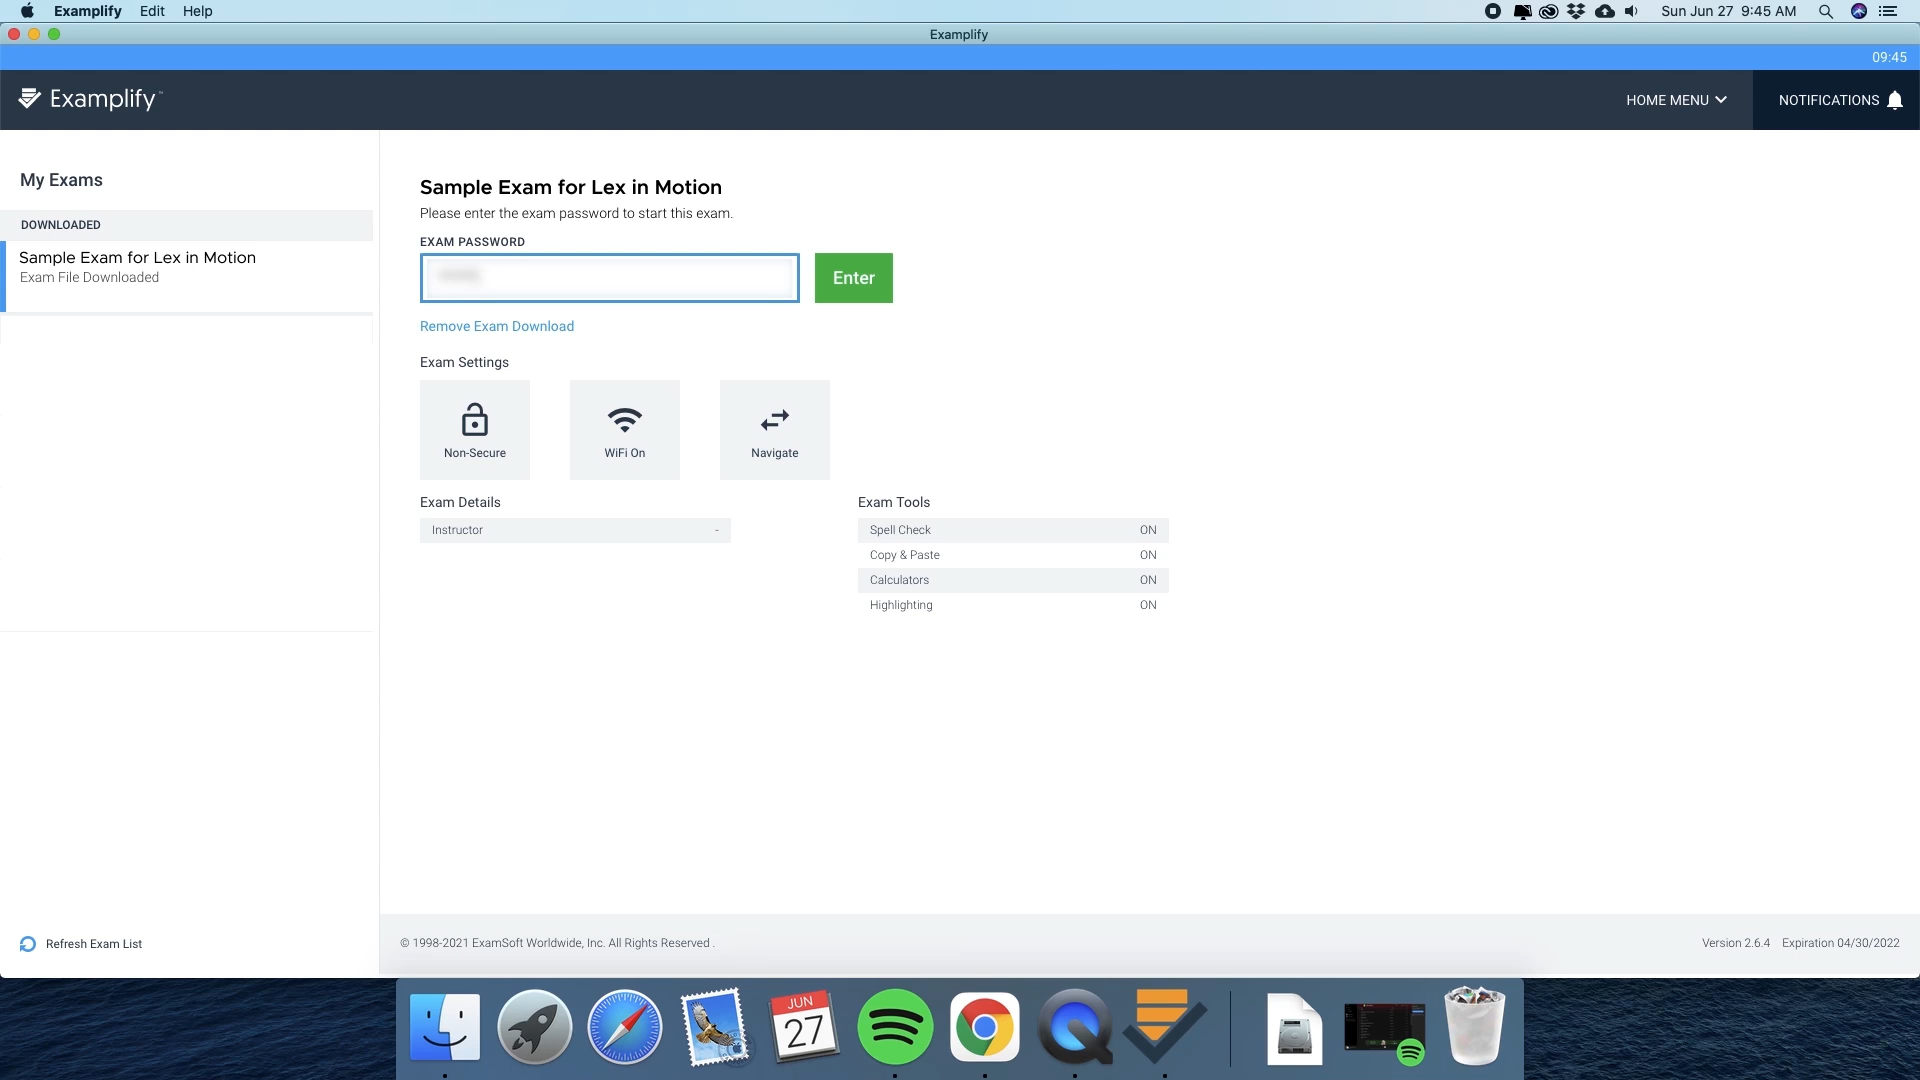 Examplify Edit Help
Sun Jun 27 9:45 AM
Examplify
09:45
Examplify™
HOME MENU
NOTIFICATIONS
My Exams
DOWNLOADED
Sample Exam for Lex in Motion
Exam File Downloaded
Refresh Exam List
Sample Exam for Lex in Motion
Please enter the exam password to start this exam.
EXAM PASSWORD
Enter
Remove Exam Download
Exam Settings
Non-Secure
WiFi On
Navigate
Exam Details
Instructor -
Exam Tools
Spell Check ON
Copy & Paste ON
Calculators ON
Highlighting ON
© 1998-2021 ExamSoft Worldwide, Inc. All Rights Reserved .
Version 2.6.4 Expiration 04/30/2022
JUN
27